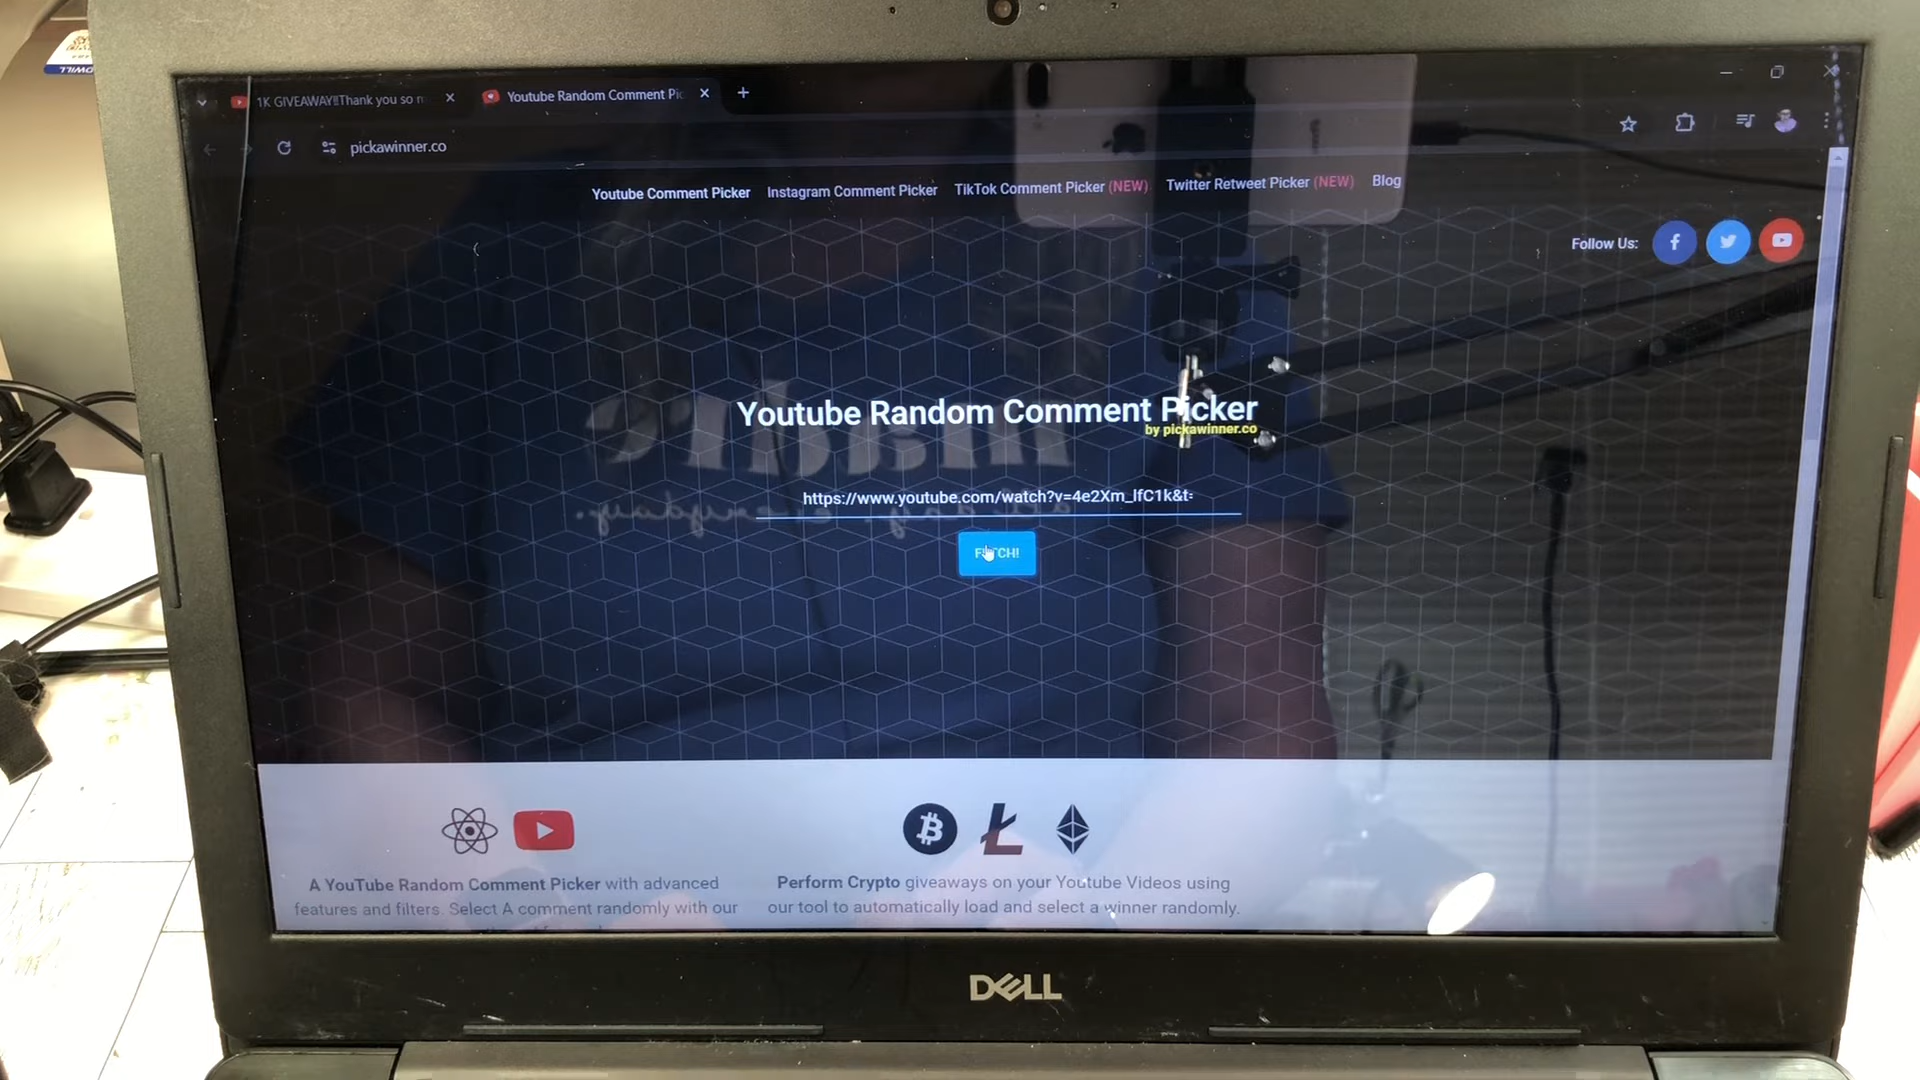 1K GIVEAWAY!!Thank you so n
Youtube Random Comment Pic
pickawinner.co
Youtube Comment Picker
Instagram Comment Picker
TikTok Comment Picker (NEW)
Twitter Retweet Picker (NEW)
Blog
Follow Us:
Youtube Random Comment Picker
by pickawinner.co
https://www.youtube.com/watch?v=4e2Xm_lfC1k&t=
FETCH!
A YouTube Random Comment Picker with advanced
features and filters. Select A comment randomly with our
Perform Crypto giveaways on your Youtube Videos using
our tool to automatically load and select a winner randomly.
DELL